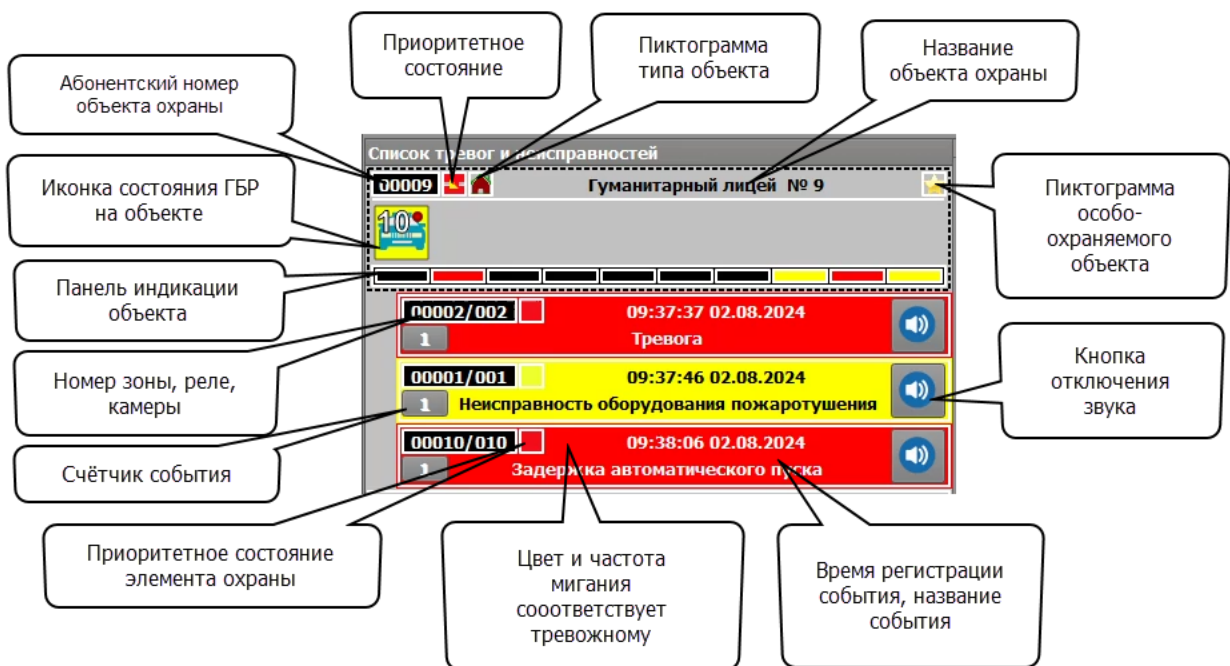 Приоритетное
состояние
Пиктограмма
типа объекта
Название
объекта охраны
Абонентский номер
объекта охраны
Список тревог и неисправностей
00009
Гуманитарный лицей № 9
Иконка состояния ГБР
на объекте
10
Пиктограмма
особо-
охраняемого
объекта
Панель индикации
объекта
00002/002
09:37:37 02.08.2024
1
Тревога
Номер зоны, реле,
камеры
00001/001
09:37:46 02.08.2024
1
Неисправность оборудования пожаротушения
Кнопка
отключения
звука
Счётчик события
00010/010
09:38:06 02.08.2024
1
Задержка автоматического пуска
Приоритетное состояние
элемента охраны
Цвет и частота
мигания
сооответствует
тревожному
Время регистрации
события, название
события